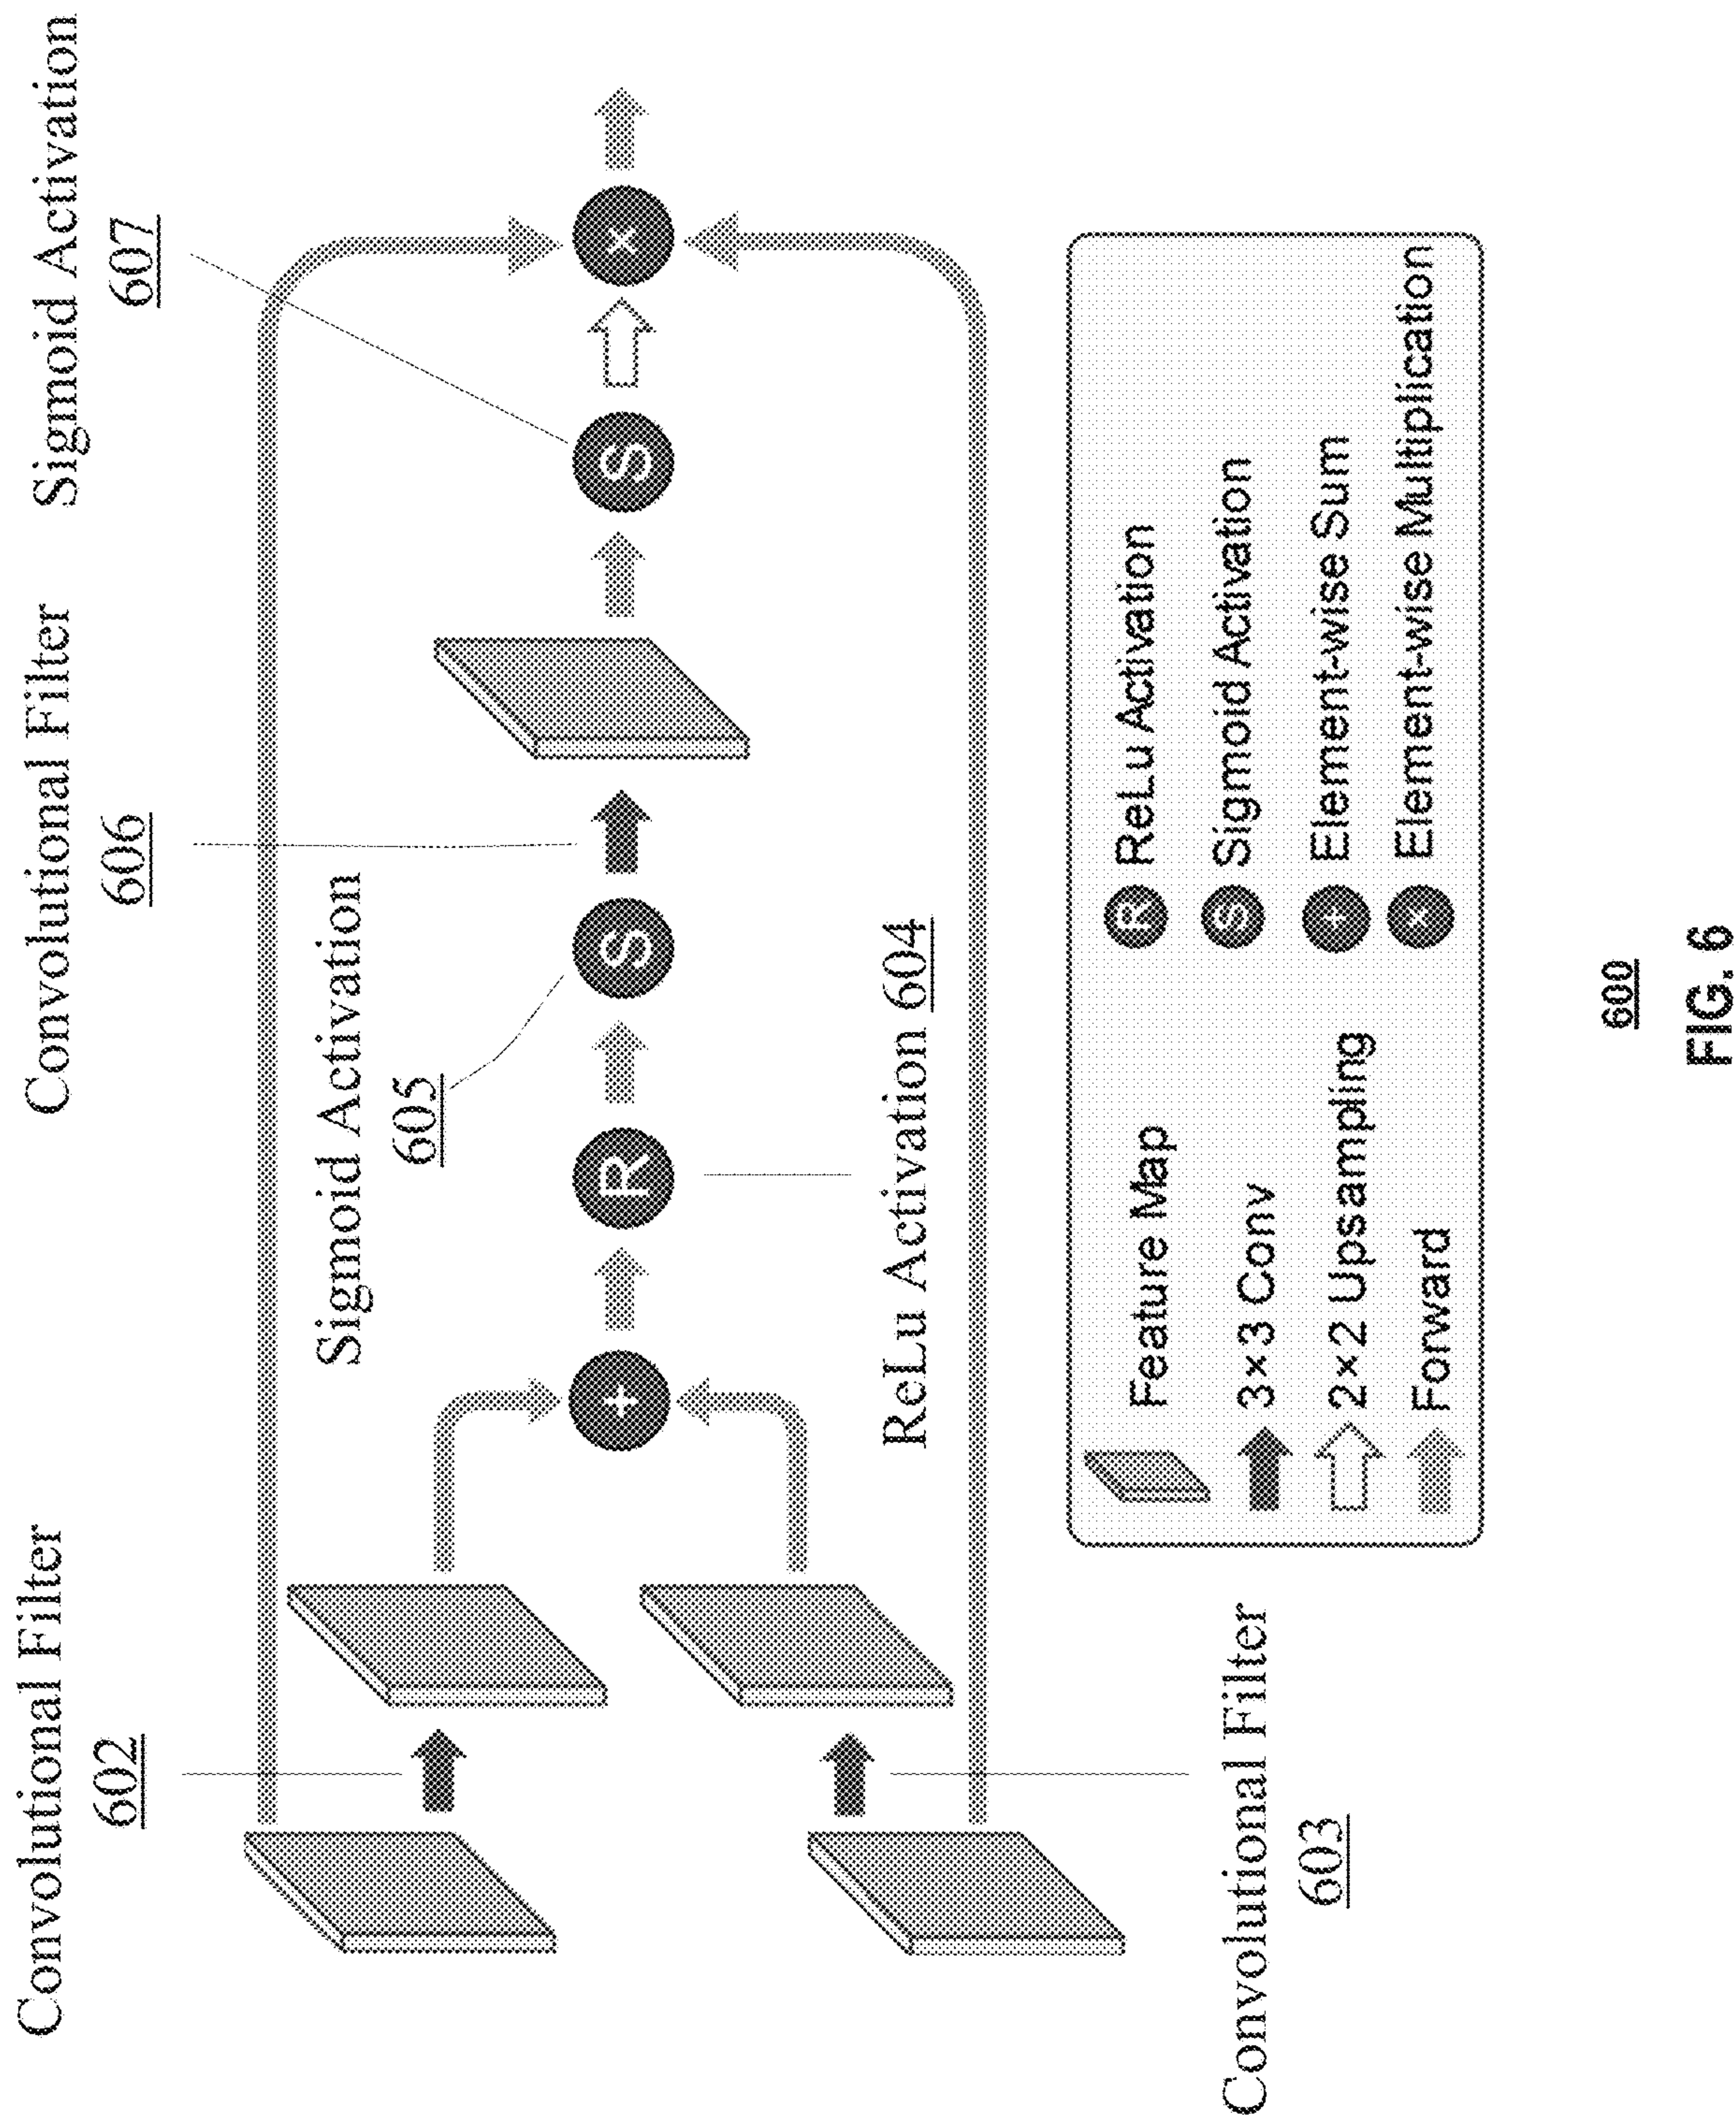 Convolutional Filter
602
Convolutional Filter
606
Sigmoid Activation
607
Sigmoid Activation
605
+
R
S
S
×
ReLu Activation 604
Convolutional Filter
603
Feature Map
3×3 Conv
2×2 Upsampling
Forward
R ReLu Activation
S Sigmoid Activation
+ Element-wise Sum
× Element-wise Multiplication
600
FIG. 6